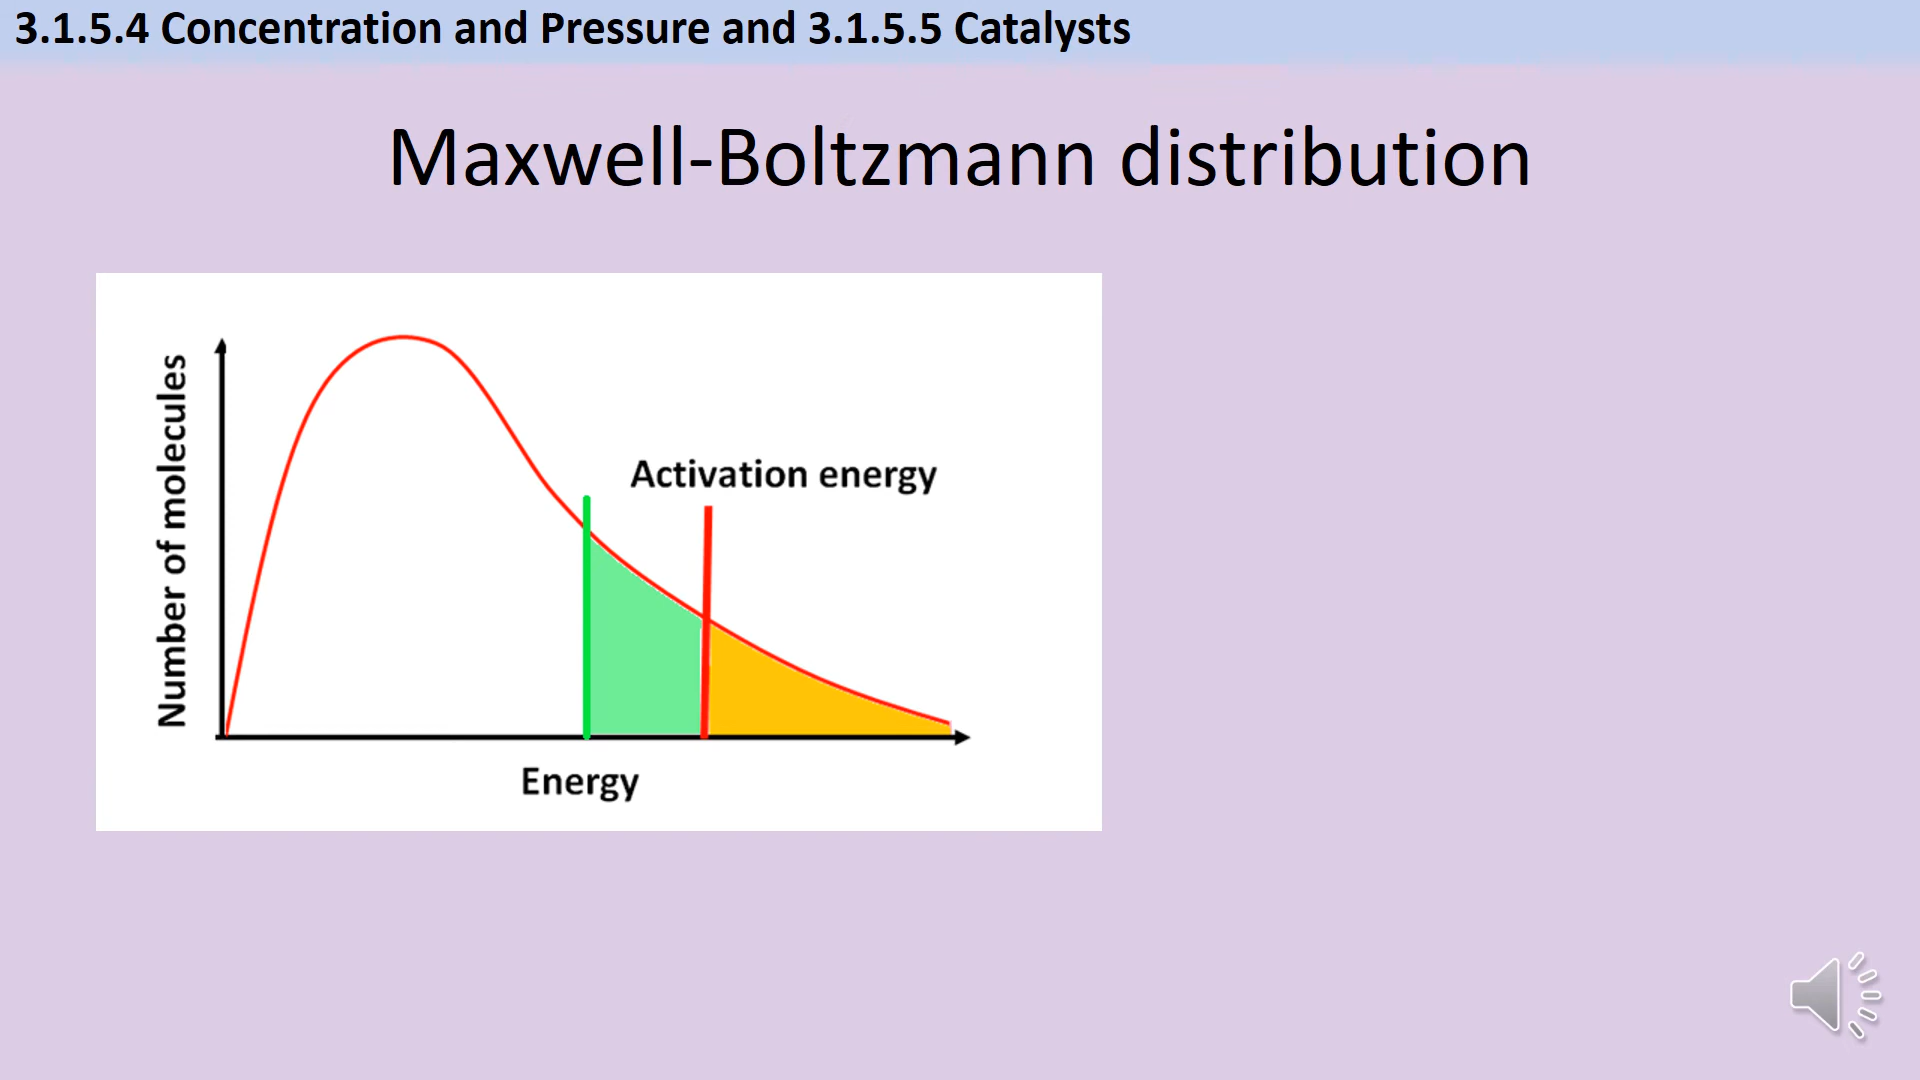 3.1.5.4 Concentration and Pressure and 3.1.5.5 Catalysts
Maxwell-Boltzmann distribution
Number of molecules
Activation energy
Energy